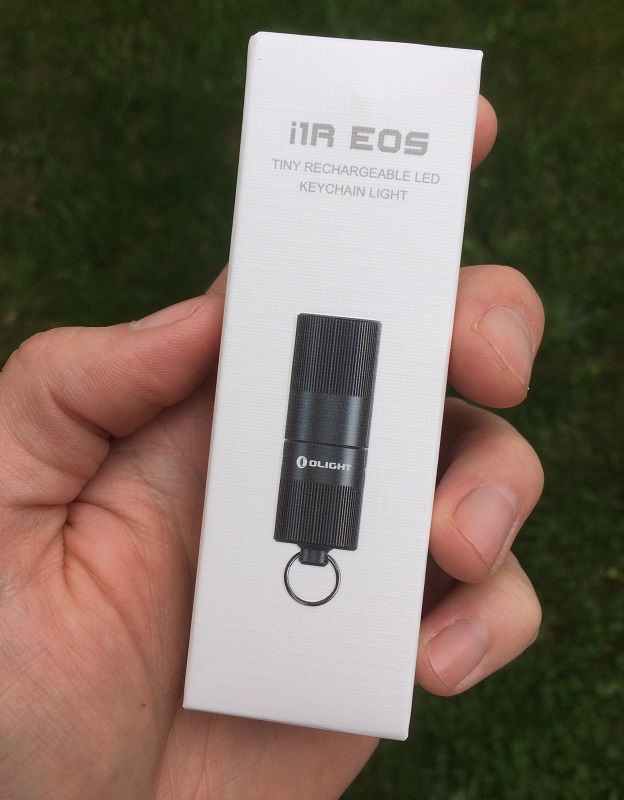 i1R EOS
TINY RECHARGEABLE LED
KEYCHAIN LIGHT
OLIGHT